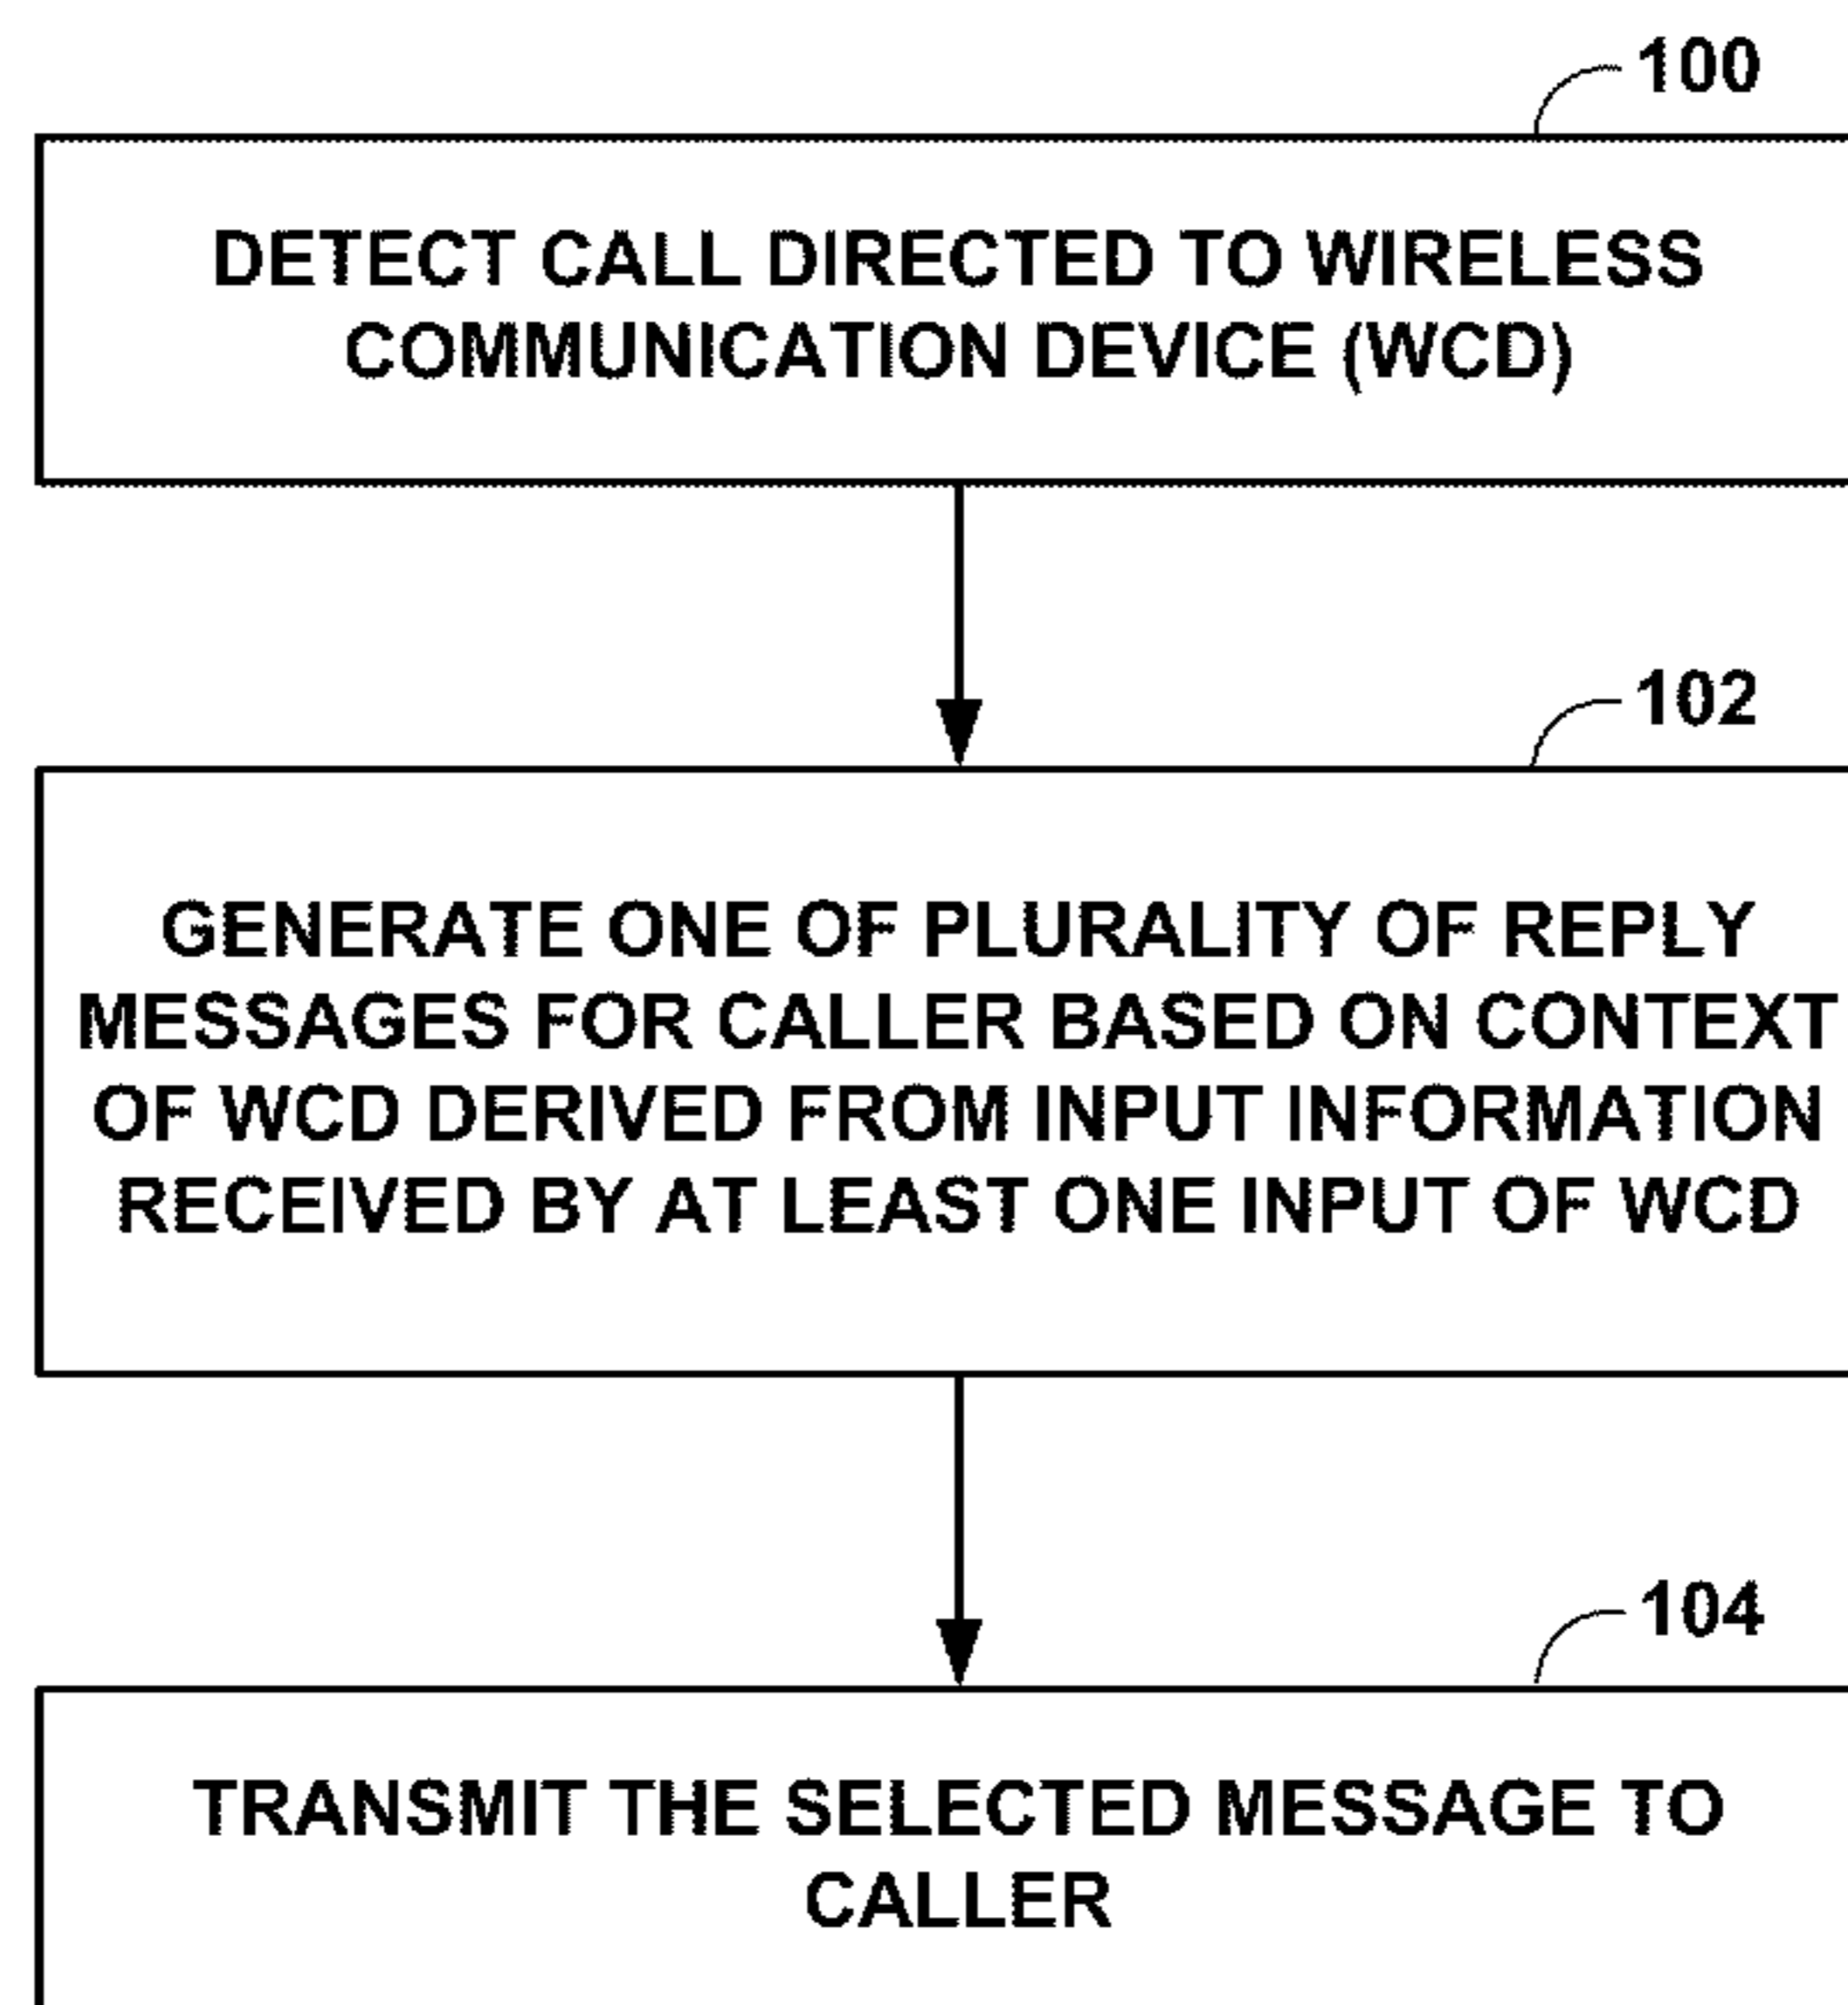 100
DETECT CALL DIRECTED TO WIRELESS
COMMUNICATION DEVICE (WCD)
102
GENERATE ONE OF PLURALITY OF REPLY
MESSAGES FOR CALLER BASED ON CONTEXT
OF WCD DERIVED FROM INPUT INFORMATION
RECEIVED BY AT LEAST ONE INPUT OF WCD
104
TRANSMIT THE SELECTED MESSAGE TO
CALLER